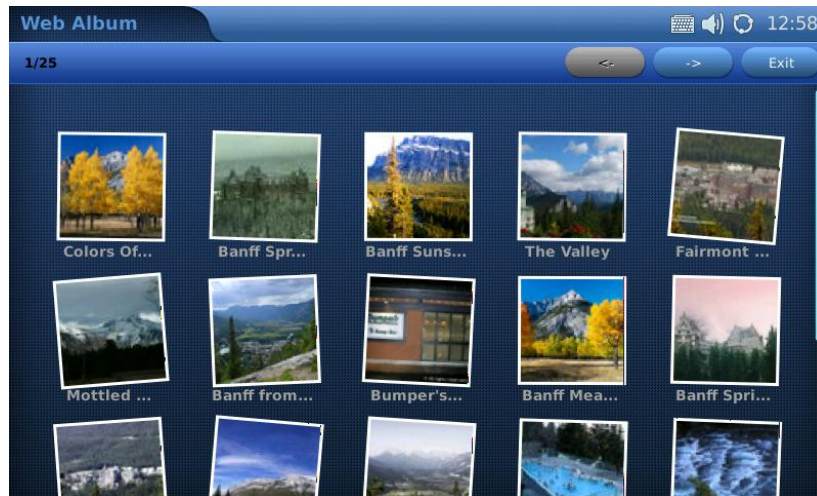 Web Album
12:58
1/25
<-
->
Exit
Colors Of...
Banff Spr...
Banff Suns...
The Valley
Fairmont ...
Mottled ...
Banff from...
Bumper's...
Banff Mea...
Banff Spri...